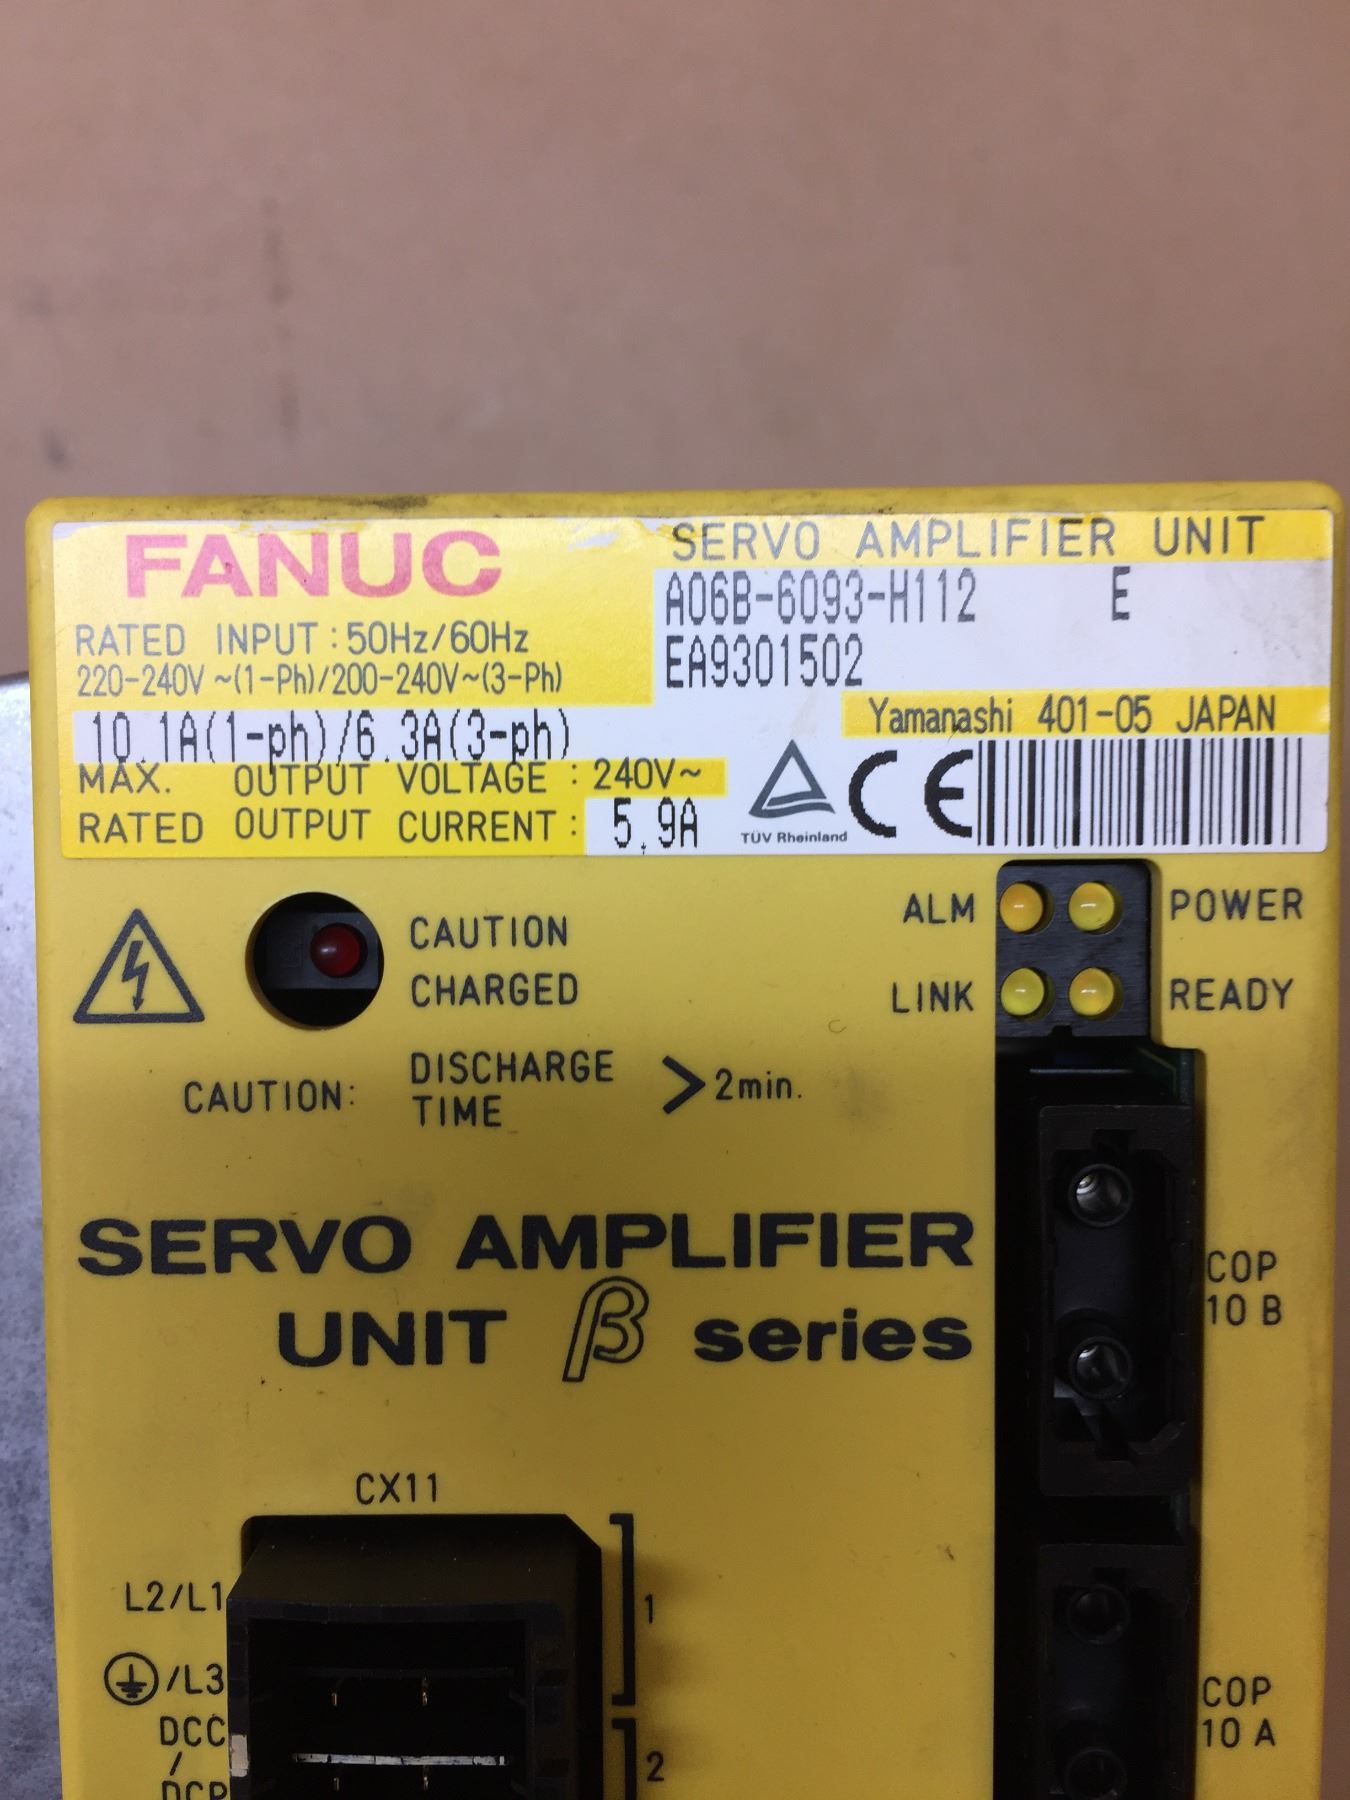 FANUC
SERVO AMPLIFIER UNIT
A06B-6093-H112 E
EA9301502
RATED INPUT : 50Hz/60Hz
220-240V ~(1-Ph)/200-240V~(3-Ph)
10.1A(1-ph)/6.3A(3-ph)
MAX. OUTPUT VOLTAGE : 240V~
RATED OUTPUT CURRENT : 5.9A
Yamanashi 401-05 JAPAN
TÜV Rheinland
CE
CAUTION
CHARGED
ALM
POWER
LINK
READY
CAUTION: DISCHARGE
TIME > 2min.
SERVO AMPLIFIER
UNIT β series
COP
10 B
CX11
L2/L1
1
/L3
DCC
/
DCP
2
COP
10 A